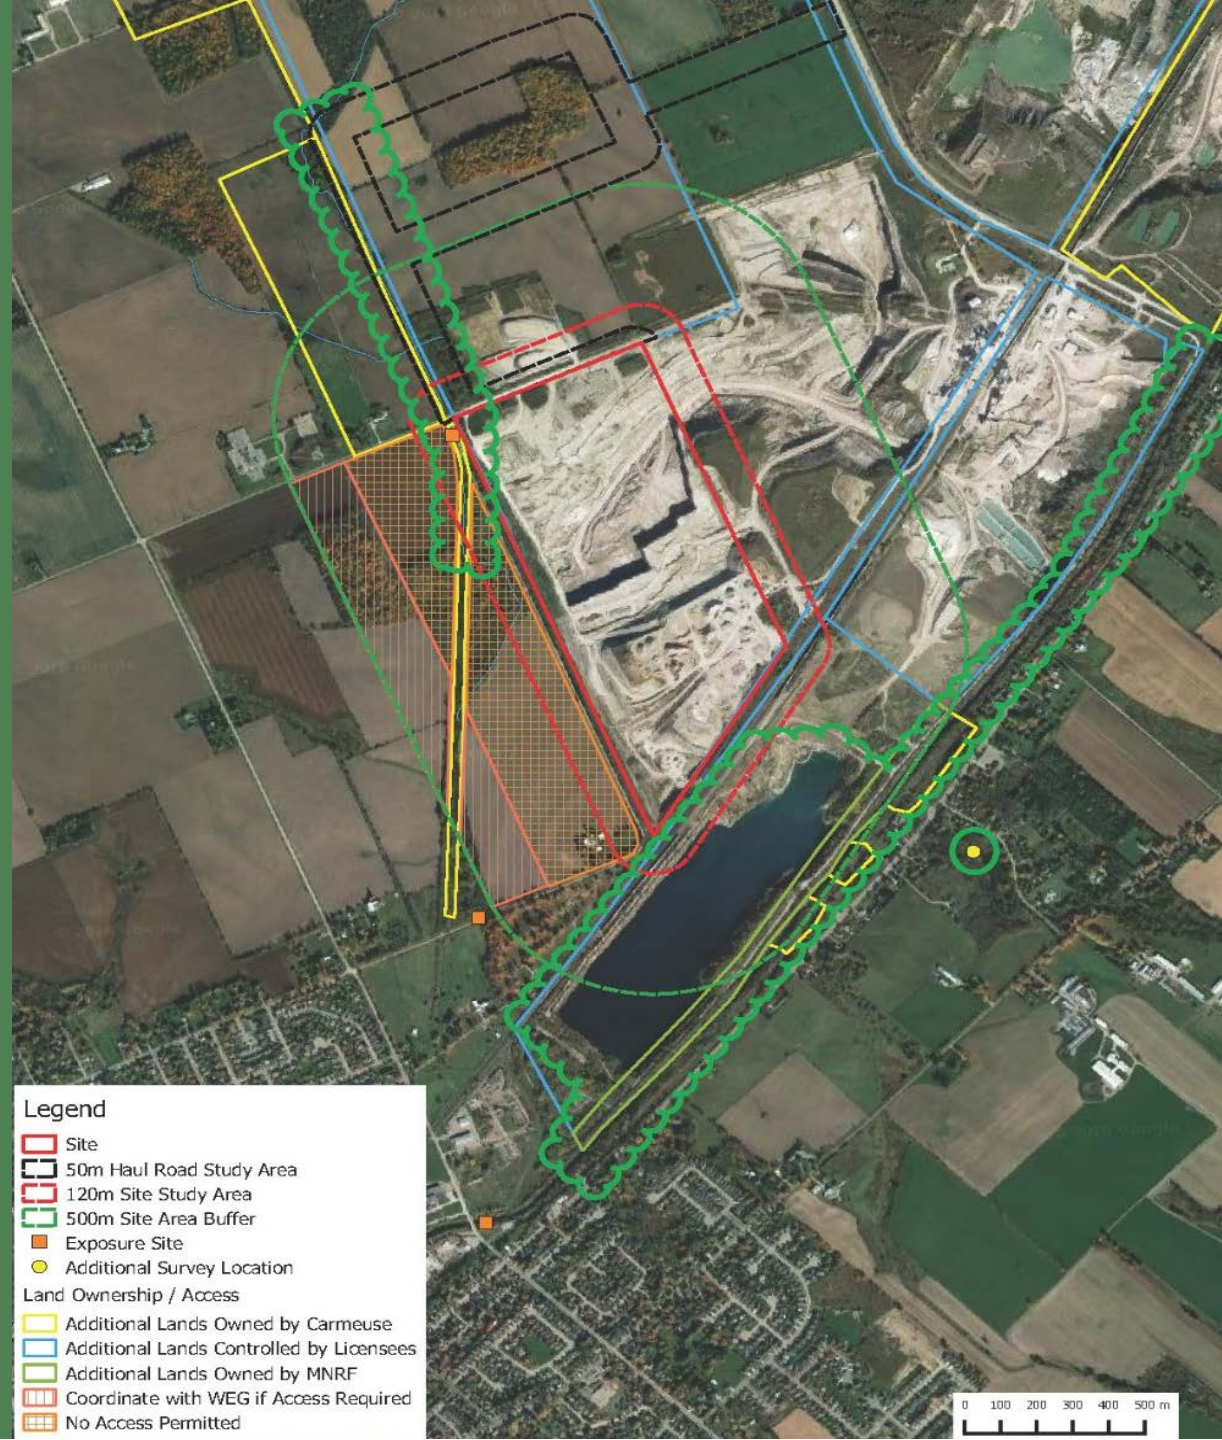 Legend
Site
50m Haul Road Study Area
120m Site Study Area
500m Site Area Buffer
Exposure Site
Additional Survey Location
Land Ownership / Access
Additional Lands Owned by Carmeuse
Additional Lands Controlled by Licensees
Additional Lands Owned by MNRF
Coordinate with WEG if Access Required
No Access Permitted
0 100 200 300 400 500 m